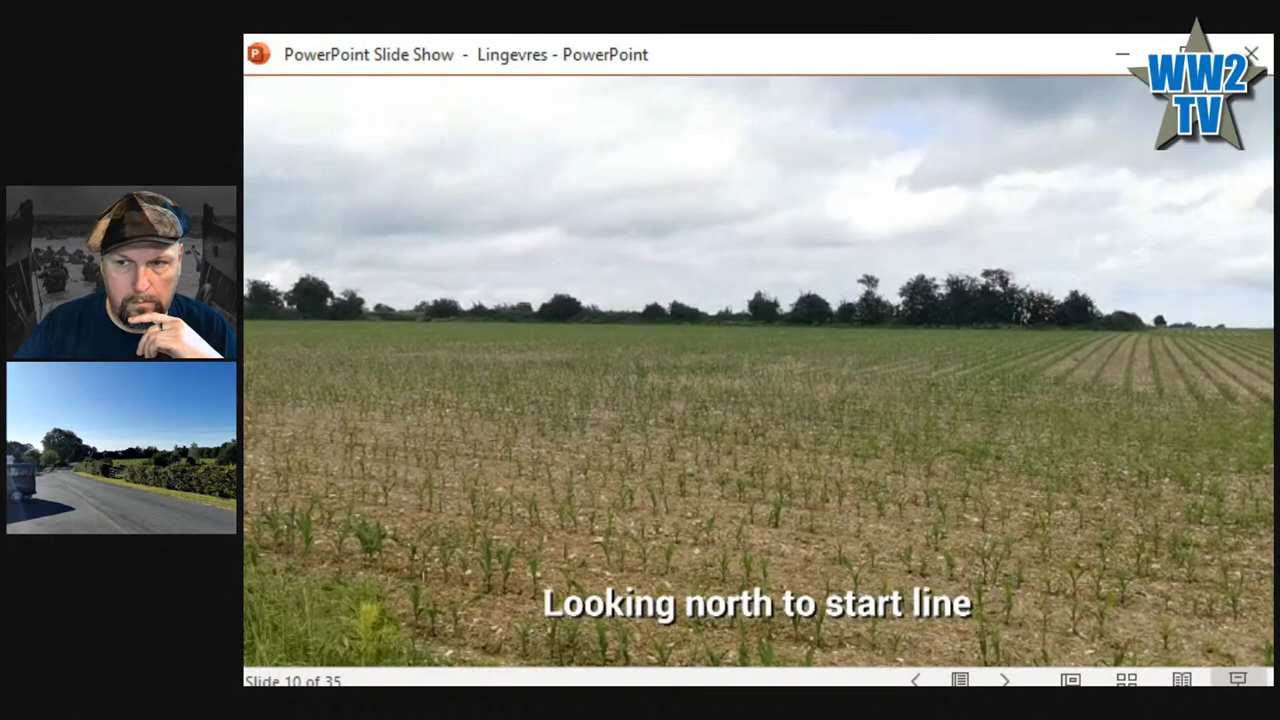 PowerPoint Slide Show - Lingevres - PowerPoint
WW2
TV
Looking north to start line
Slide 10 of 35